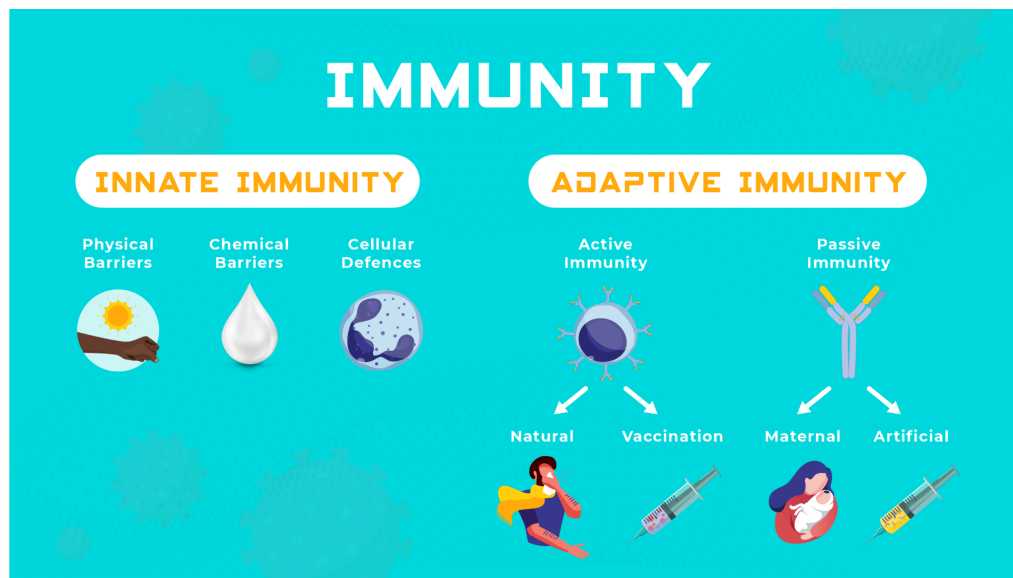 IMMUNITY
INNATE IMMUNITY
ADAPTIVE IMMUNITY
Physical
Barriers
Chemical
Barriers
Cellular
Defences
Active
Immunity
Passive
Immunity
Natural
Vaccination
Maternal
Artificial